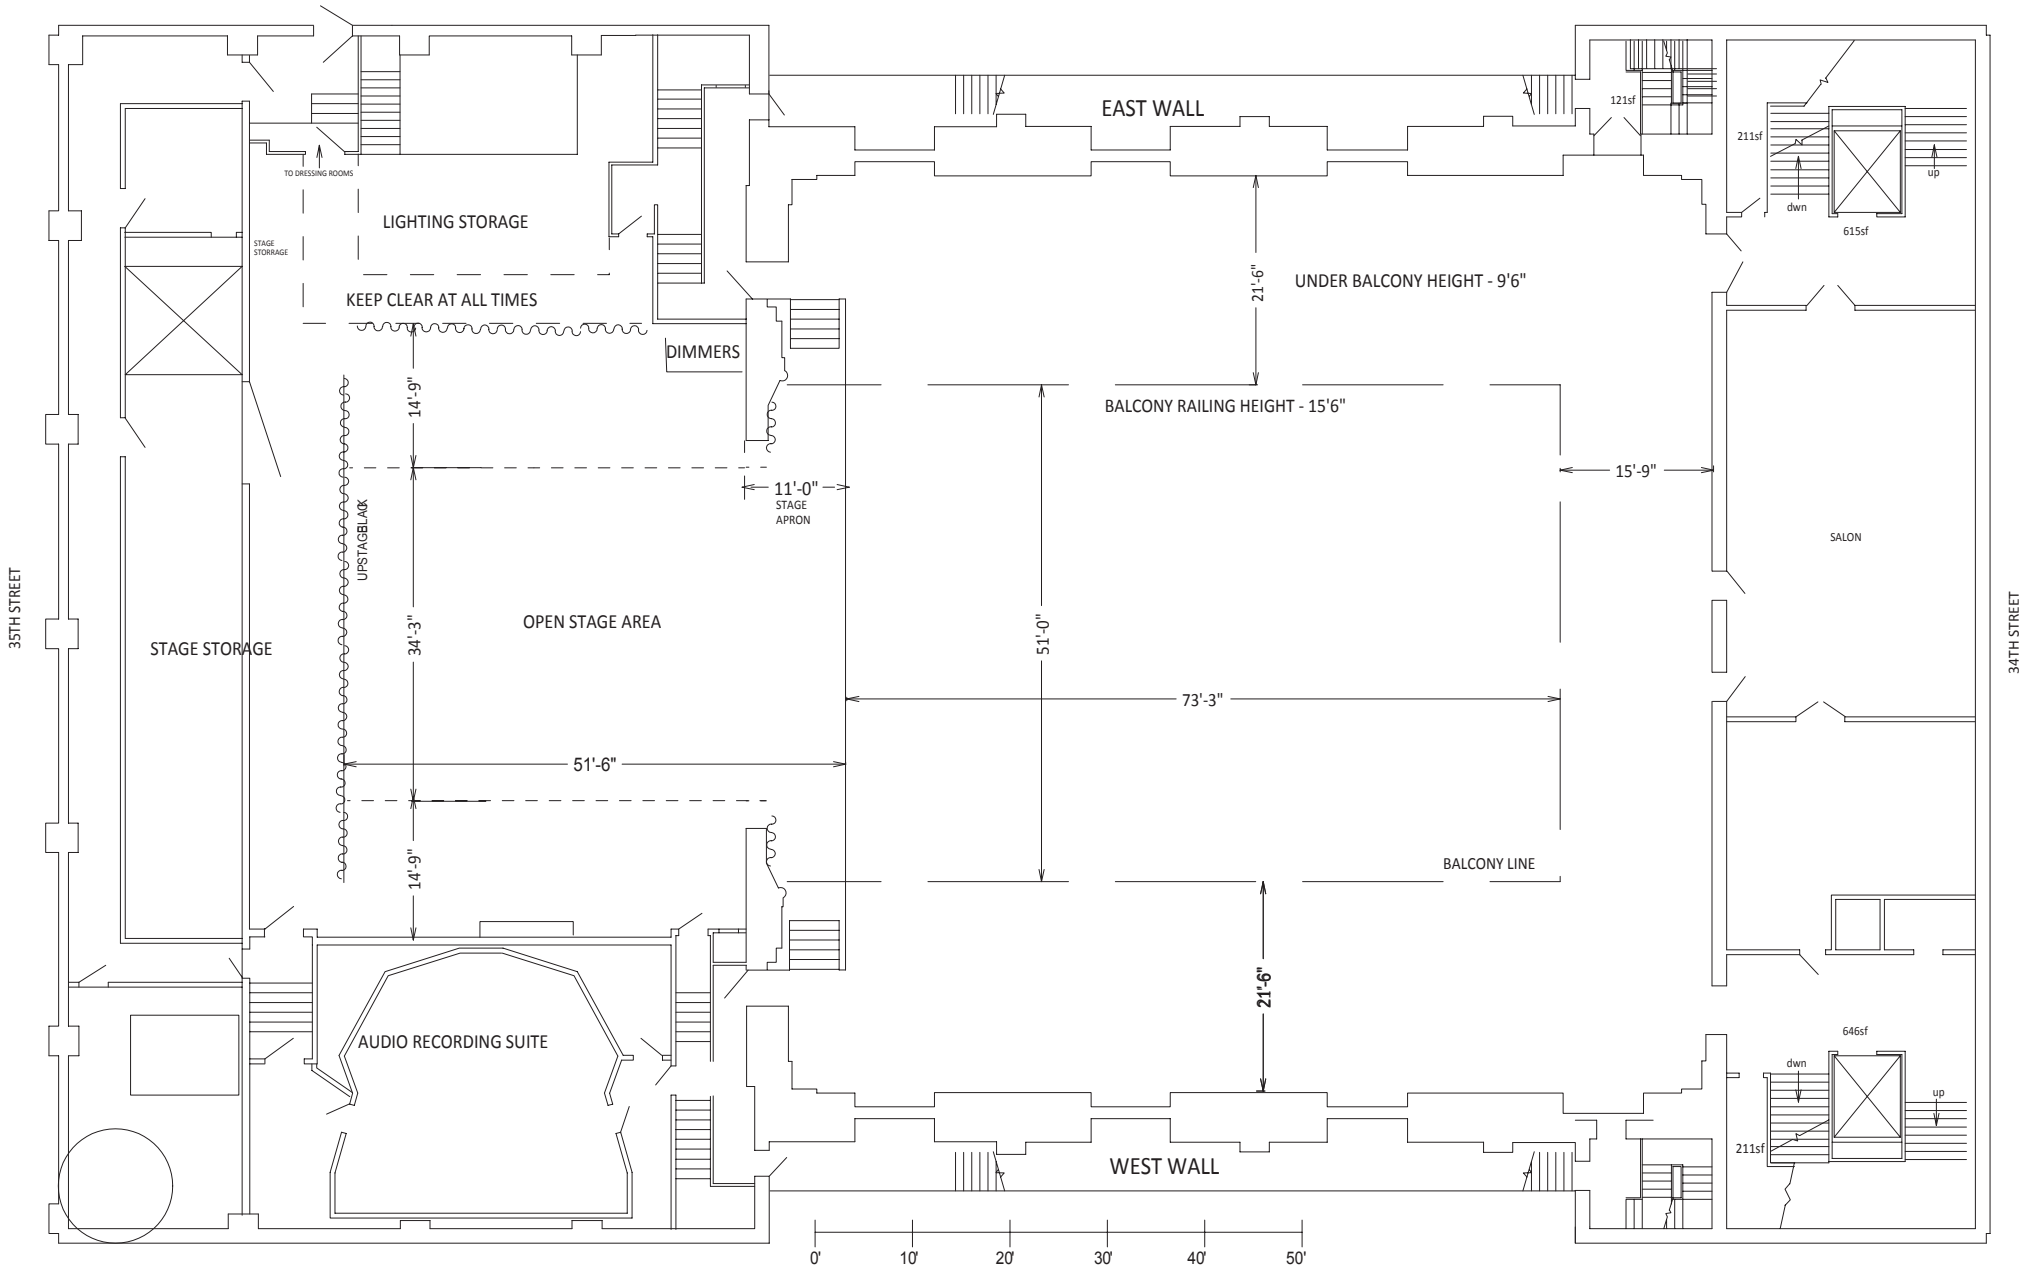 EAST WALL
121sf
211sf
up
dwn
615sf
TO DRESSING ROOMS
LIGHTING STORAGE
STAGE
STORRAGE
KEEP CLEAR AT ALL TIMES
UNDER BALCONY HEIGHT - 9'6"
21'-6"
DIMMERS
14'-9"
BALCONY RAILING HEIGHT - 15'6"
15'-9"
11'-0"
STAGE
APRON
UPSTAGEBLACK
SALON
35TH STREET
34TH STREET
STAGE STORAGE
34'-3"
OPEN STAGE AREA
51'-0"
73'-3"
51'-6"
14'-9"
BALCONY LINE
21'-6"
AUDIO RECORDING SUITE
646sf
dwn
up
211sf
WEST WALL
0'
10'
20'
30'
40'
50'